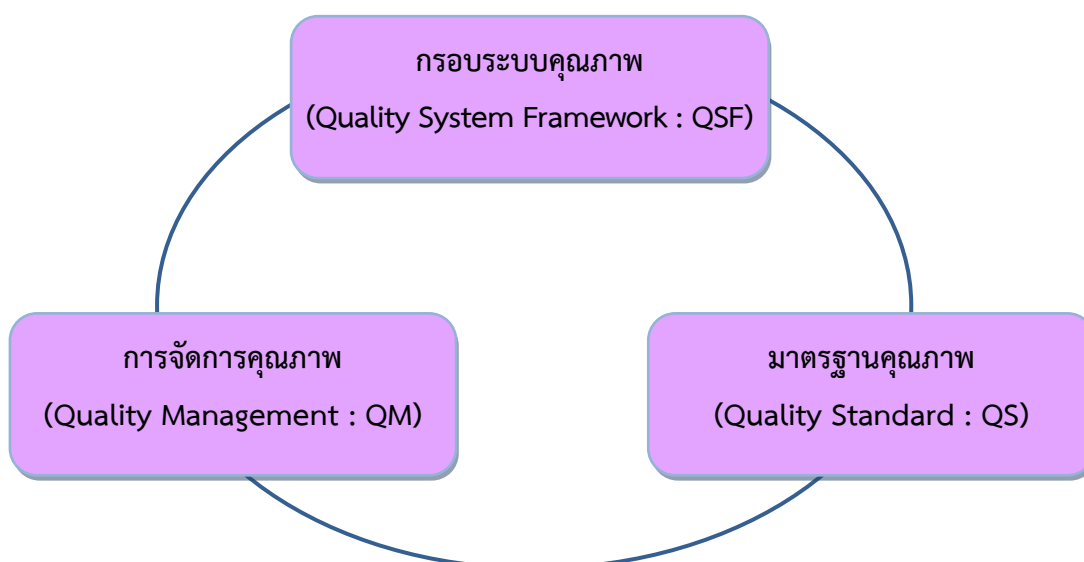 กรอบระบบคุณภาพ
(Quality System Framework : QSF)
การจัดการคุณภาพ
(Quality Management : QM)
มาตรฐานคุณภาพ
(Quality Standard : QS)